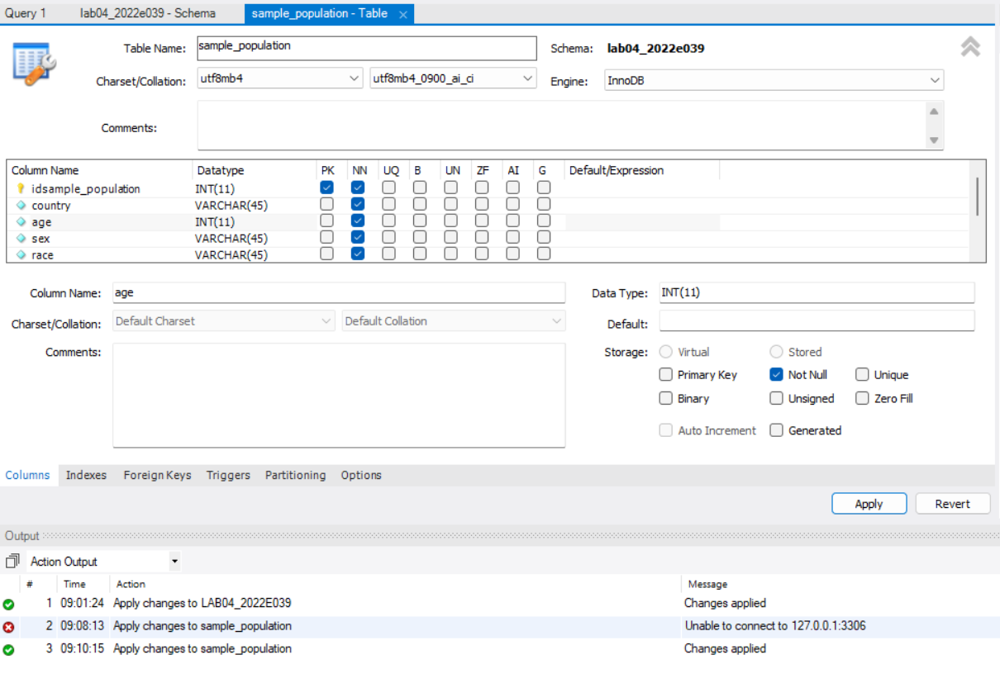 Query 1 lab04_2022e039 - Schema sample_population - Table ×
Table Name: sample_population Schema: lab04_2022e039
Charset/Collation: utf8mb4 utf8mb4_0900_ai_ci Engine: InnoDB
Comments:
Column Name Datatype PK NN UQ B UN ZF AI G Default/Expression
idsample_population INT(11)
country VARCHAR(45)
age INT(11)
sex VARCHAR(45)
race VARCHAR(45)
Column Name: age Data Type: INT(11)
Charset/Collation: Default Charset Default Collation Default:
Comments: Storage: Virtual Stored
Primary Key Not Null Unique
Binary Unsigned Zero Fill
Auto Increment Generated
Columns Indexes Foreign Keys Triggers Partitioning Options
Apply Revert
Output
Action Output
# Time Action Message
1 09:01:24 Apply changes to LAB04_2022E039 Changes applied
2 09:08:13 Apply changes to sample_population Unable to connect to 127.0.0.1:3306
3 09:10:15 Apply changes to sample_population Changes applied